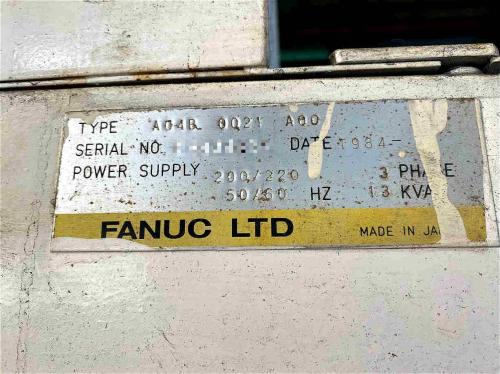 TYPE A04B 0021 A00
SERIAL NO. DATE 1984-
POWER SUPPLY 200/220 3 PHASE
50/60 HZ 13 KVA
FANUC LTD
MADE IN JA